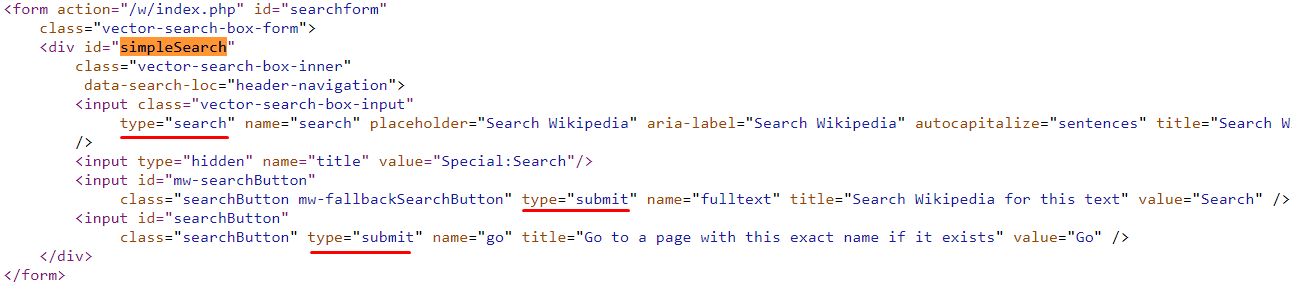 <form action="/w/index.php" id="searchform"
class="vector-search-box-form">
<div id="simpleSearch"
class="vector-search-box-inner"
data-search-loc="header-navigation">
<input class="vector-search-box-input"
type="search" name="search" placeholder="Search Wikipedia" aria-label="Search Wikipedia" autocapitalize="sentences" title="Search W
/>
<input type="hidden" name="title" value="Special:Search"/>
<input id="mw-searchButton"
class="searchButton mw-fallbackSearchButton" type="submit" name="fulltext" title="Search Wikipedia for this text" value="Search" />
<input id="searchButton"
class="searchButton" type="submit" name="go" title="Go to a page with this exact name if it exists" value="Go" />
</div>
</form>